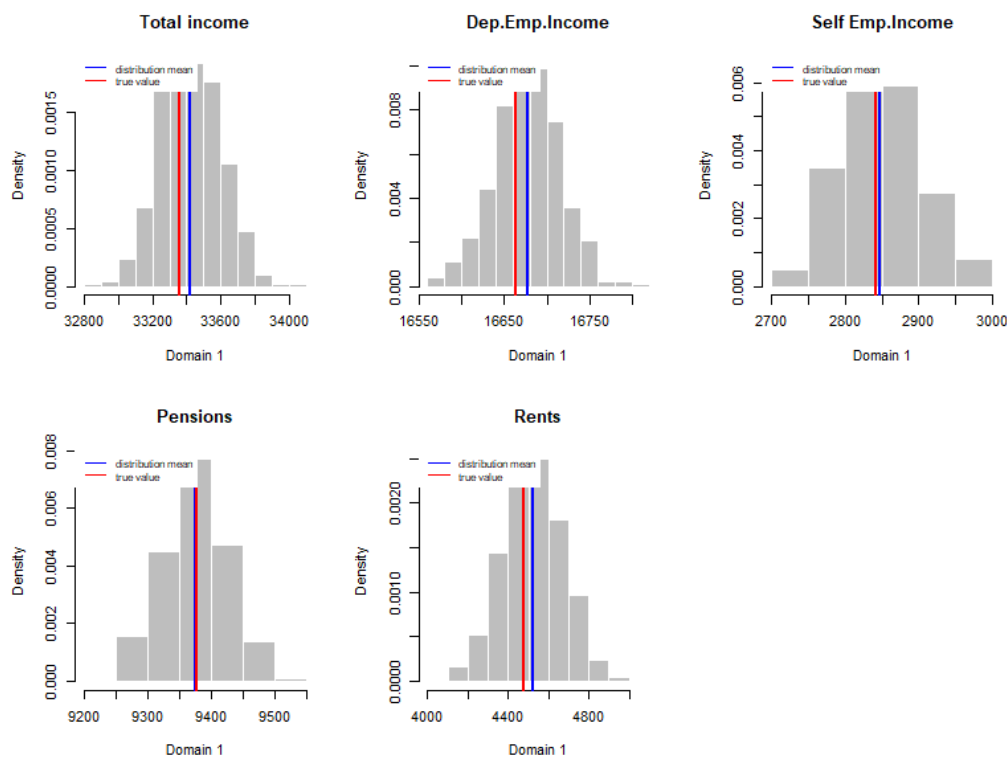 Total income
distribution mean
true value
Density
0.0000
0.0005
0.0010
0.0015
32800
33200
33600
34000
Domain 1
Dep.Emp.Income
distribution mean
true value
Density
0.000
0.004
0.008
16550
16650
16750
Domain 1
Self Emp.Income
distribution mean
true value
Density
0.000
0.002
0.004
0.006
2700
2800
2900
3000
Domain 1
Pensions
distribution mean
true value
Density
0.000
0.002
0.004
0.006
0.008
9200
9300
9400
9500
Domain 1
Rents
distribution mean
true value
Density
0.0000
0.0010
0.0020
4000
4400
4800
Domain 1